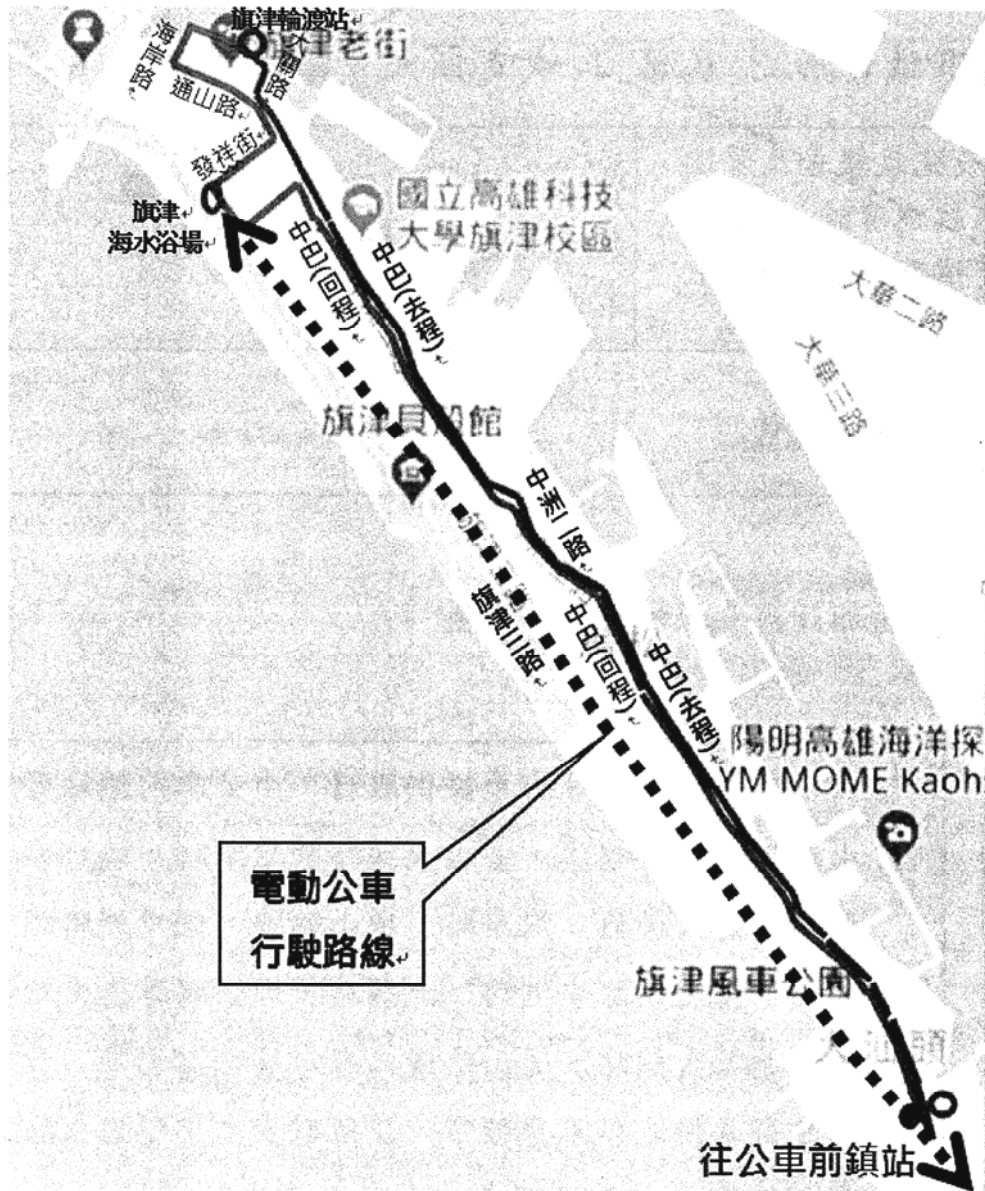 旗津輪渡站
旗津老街
海岸路
大關路
通山路
發祥街
旗津
海水浴場
國立高雄科技
大學旗津校區
中巴(回程)
中巴(去程)
大華二路
大華三路
旗津貝殼館
中洲二路
旗津三路
中巴(回程)
中巴(去程)
陽明高雄海洋探
YM MOME Kaoh
電動公車
行駛路線
旗津風車公園
往公車前鎮站